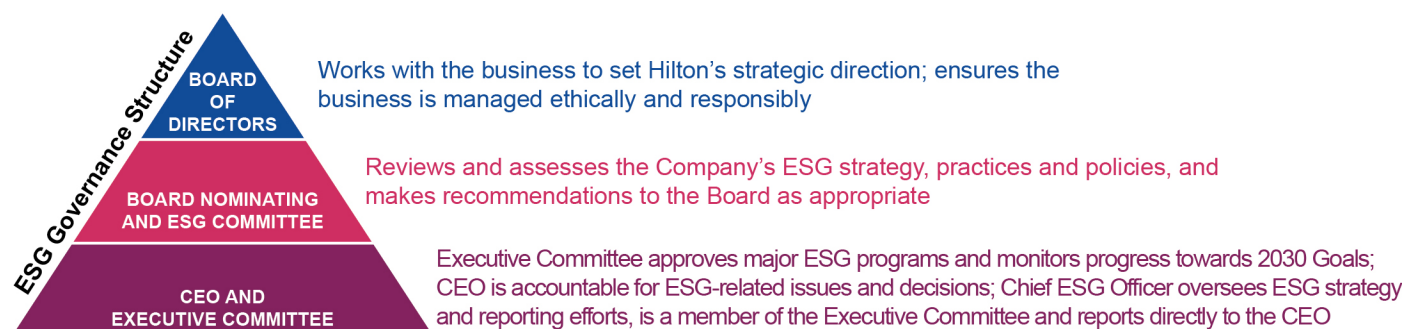 ESG Governance Structure
BOARD
OF
DIRECTORS
Works with the business to set Hilton’s strategic direction; ensures the
business is managed ethically and responsibly
BOARD NOMINATING
AND ESG COMMITTEE
Reviews and assesses the Company’s ESG strategy, practices and policies, and
makes recommendations to the Board as appropriate
CEO AND
EXECUTIVE COMMITTEE
Executive Committee approves major ESG programs and monitors progress towards 2030 Goals;
CEO is accountable for ESG-related issues and decisions; Chief ESG Officer oversees ESG strategy
and reporting efforts, is a member of the Executive Committee and reports directly to the CEO